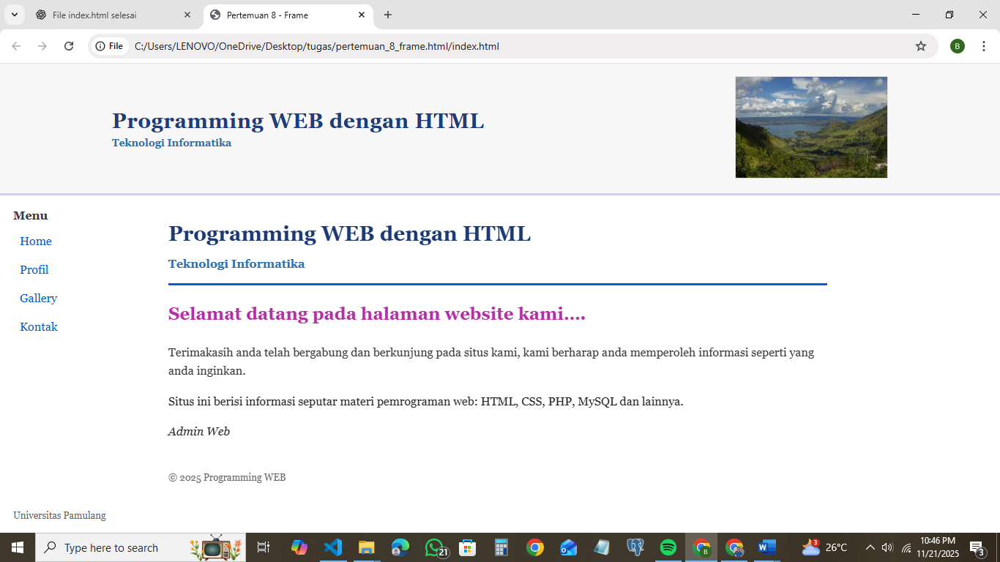 File index.html selesai
Pertemuan 8 - Frame
File
C:/Users/LENOVO/OneDrive/Desktop/tugas/pertemuan_8_frame.html/index.html
B
Programming WEB dengan HTML
Teknologi Informatika
Menu
Home
Profil
Gallery
Kontak
Programming WEB dengan HTML
Teknologi Informatika
Selamat datang pada halaman website kami....
Terimakasih anda telah bergabung dan berkunjung pada situs kami, kami berharap anda memperoleh informasi seperti yang
anda inginkan.
Situs ini berisi informasi seputar materi pemrograman web: HTML, CSS, PHP, MySQL dan lainnya.
Admin Web
© 2025 Programming WEB
Universitas Pamulang
Type here to search
21
B
W
3
26°C
10:46 PM
11/21/2025
3